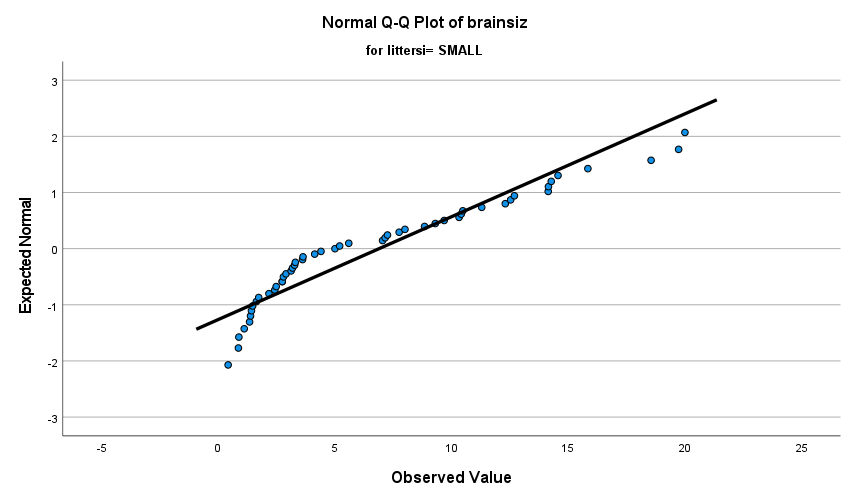 Normal Q-Q Plot of brainsiz
for littersi= SMALL
3
2
1
0
-1
-2
-3
Expected Normal
-5 0 5 10 15 20 25
Observed Value